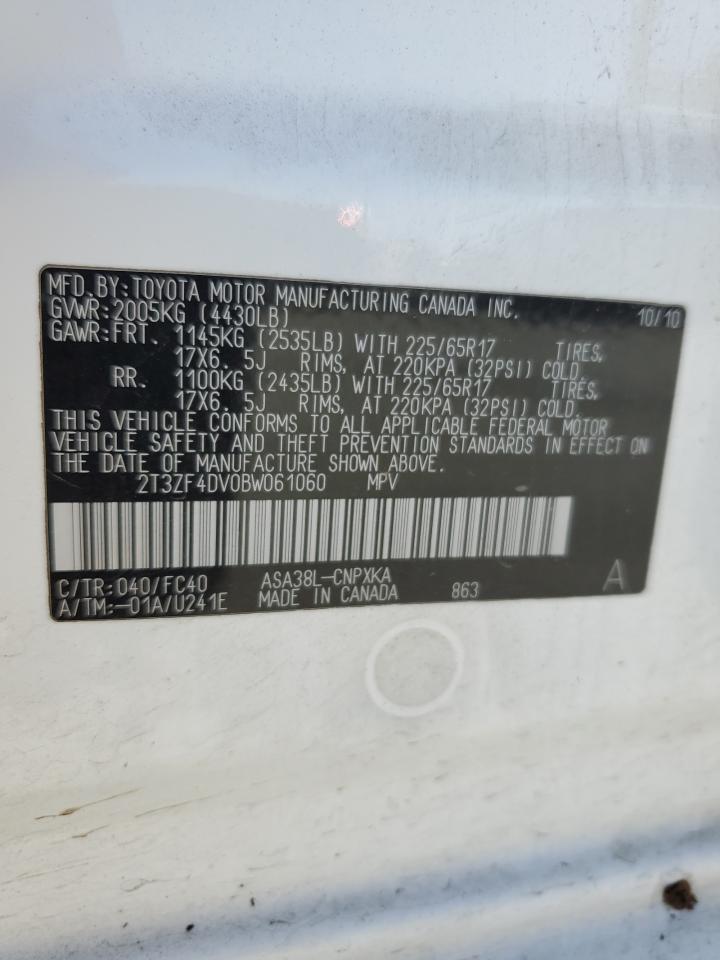 MFD. BY: TOYOTA MOTOR MANUFACTURING CANADA INC. 10/10
GVWR: 2005KG (4430LB)
GAWR: FRT. 1145KG (2535LB) WITH 225/65R17 TIRES,
17X6. 5J RIMS, AT 220KPA (32PSI) COLD.
RR. 1100KG (2435LB) WITH 225/65R17 TIRES,
17X6. 5J RIMS, AT 220KPA (32PSI) COLD.
THIS VEHICLE CONFORMS TO ALL APPLICABLE FEDERAL MOTOR
VEHICLE SAFETY AND THEFT PREVENTION STANDARDS IN EFFECT ON
THE DATE OF MANUFACTURE SHOWN ABOVE.
2T3ZF4DV0BW061060 MPV
C/TR: 040/FC40 ASA38L-CNPXKA
A/TM: -01A/U241E MADE IN CANADA 863 A